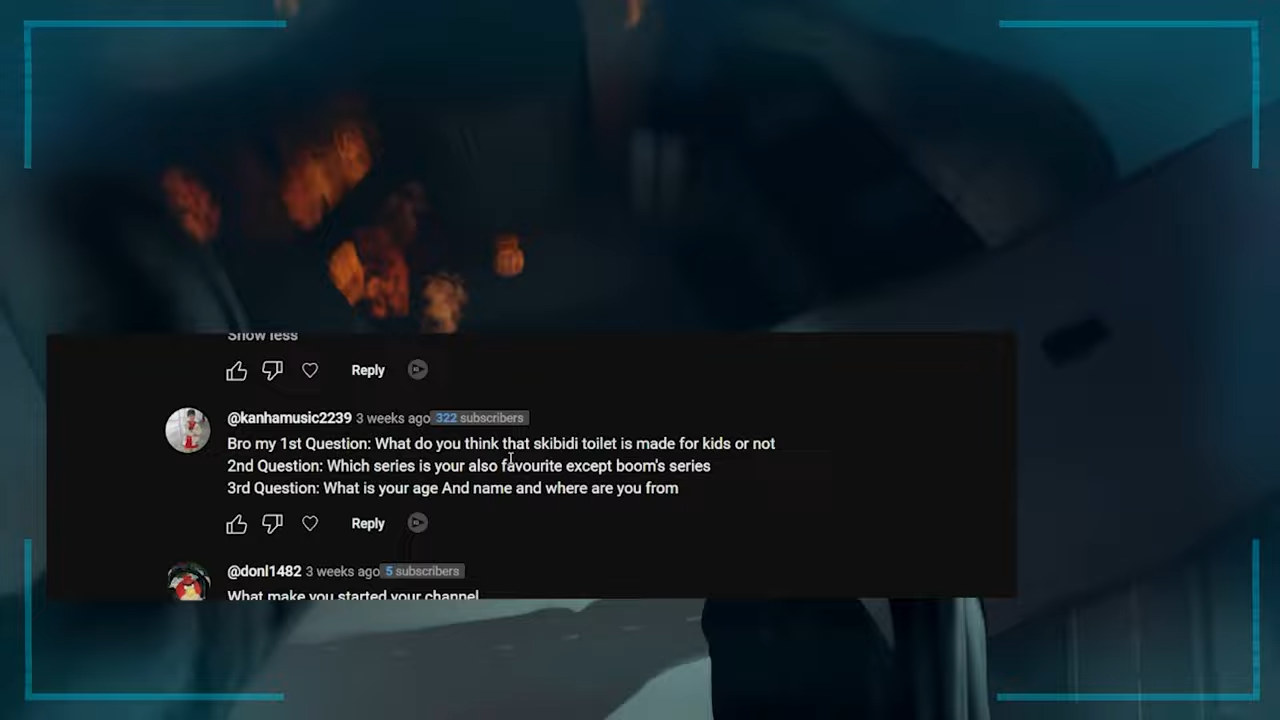 Show less
Reply
@kanhamusic2239 3 weeks ago 322 subscribers
Bro my 1st Question: What do you think that skibidi toilet is made for kids or not
2nd Question: Which series is your also favourite except boom's series
3rd Question: What is your age And name and where are you from
Reply
@donl1482 3 weeks ago 5 subscribers
What make you started your channel